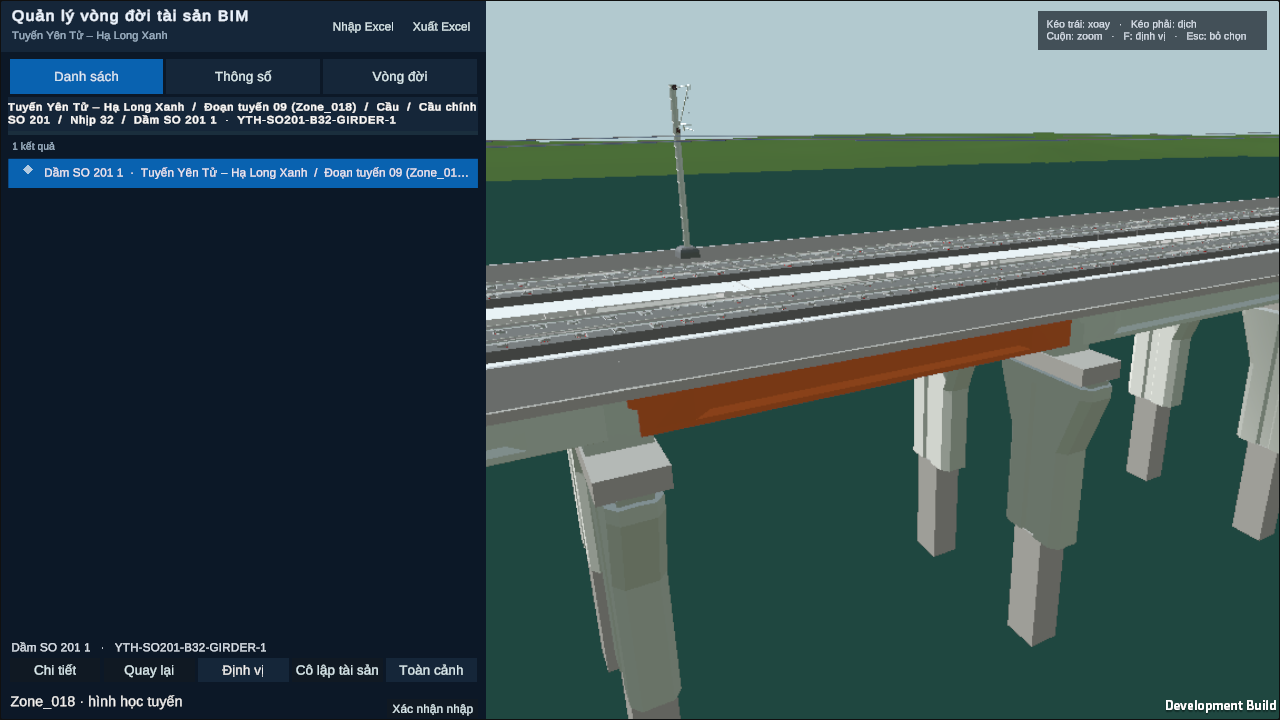 Quản lý vòng đời tài sản BIM
Tuyến Yên Tử – Hạ Long Xanh
Nhập Excel
Xuất Excel
Danh sách
Thông số
Vòng đời
Tuyến Yên Tử – Hạ Long Xanh / Đoạn tuyến 09 (Zone_018) / Cầu / Cầu chính
SO 201 / Nhịp 32 / Dầm SO 201 1 · YTH-SO201-B32-GIRDER-1
1 kết quả
Dầm SO 201 1 · Tuyến Yên Tử – Hạ Long Xanh / Đoạn tuyến 09 (Zone_01...
Dầm SO 201 1 · YTH-SO201-B32-GIRDER-1
Chi tiết
Quay lại
Định vị
Cô lập tài sản
Toàn cảnh
Zone_018 · hình học tuyến
Xác nhận nhập
Kéo trái: xoay · Kéo phải: dịch
Cuộn: zoom · F: định vị · Esc: bỏ chọn
Development Build